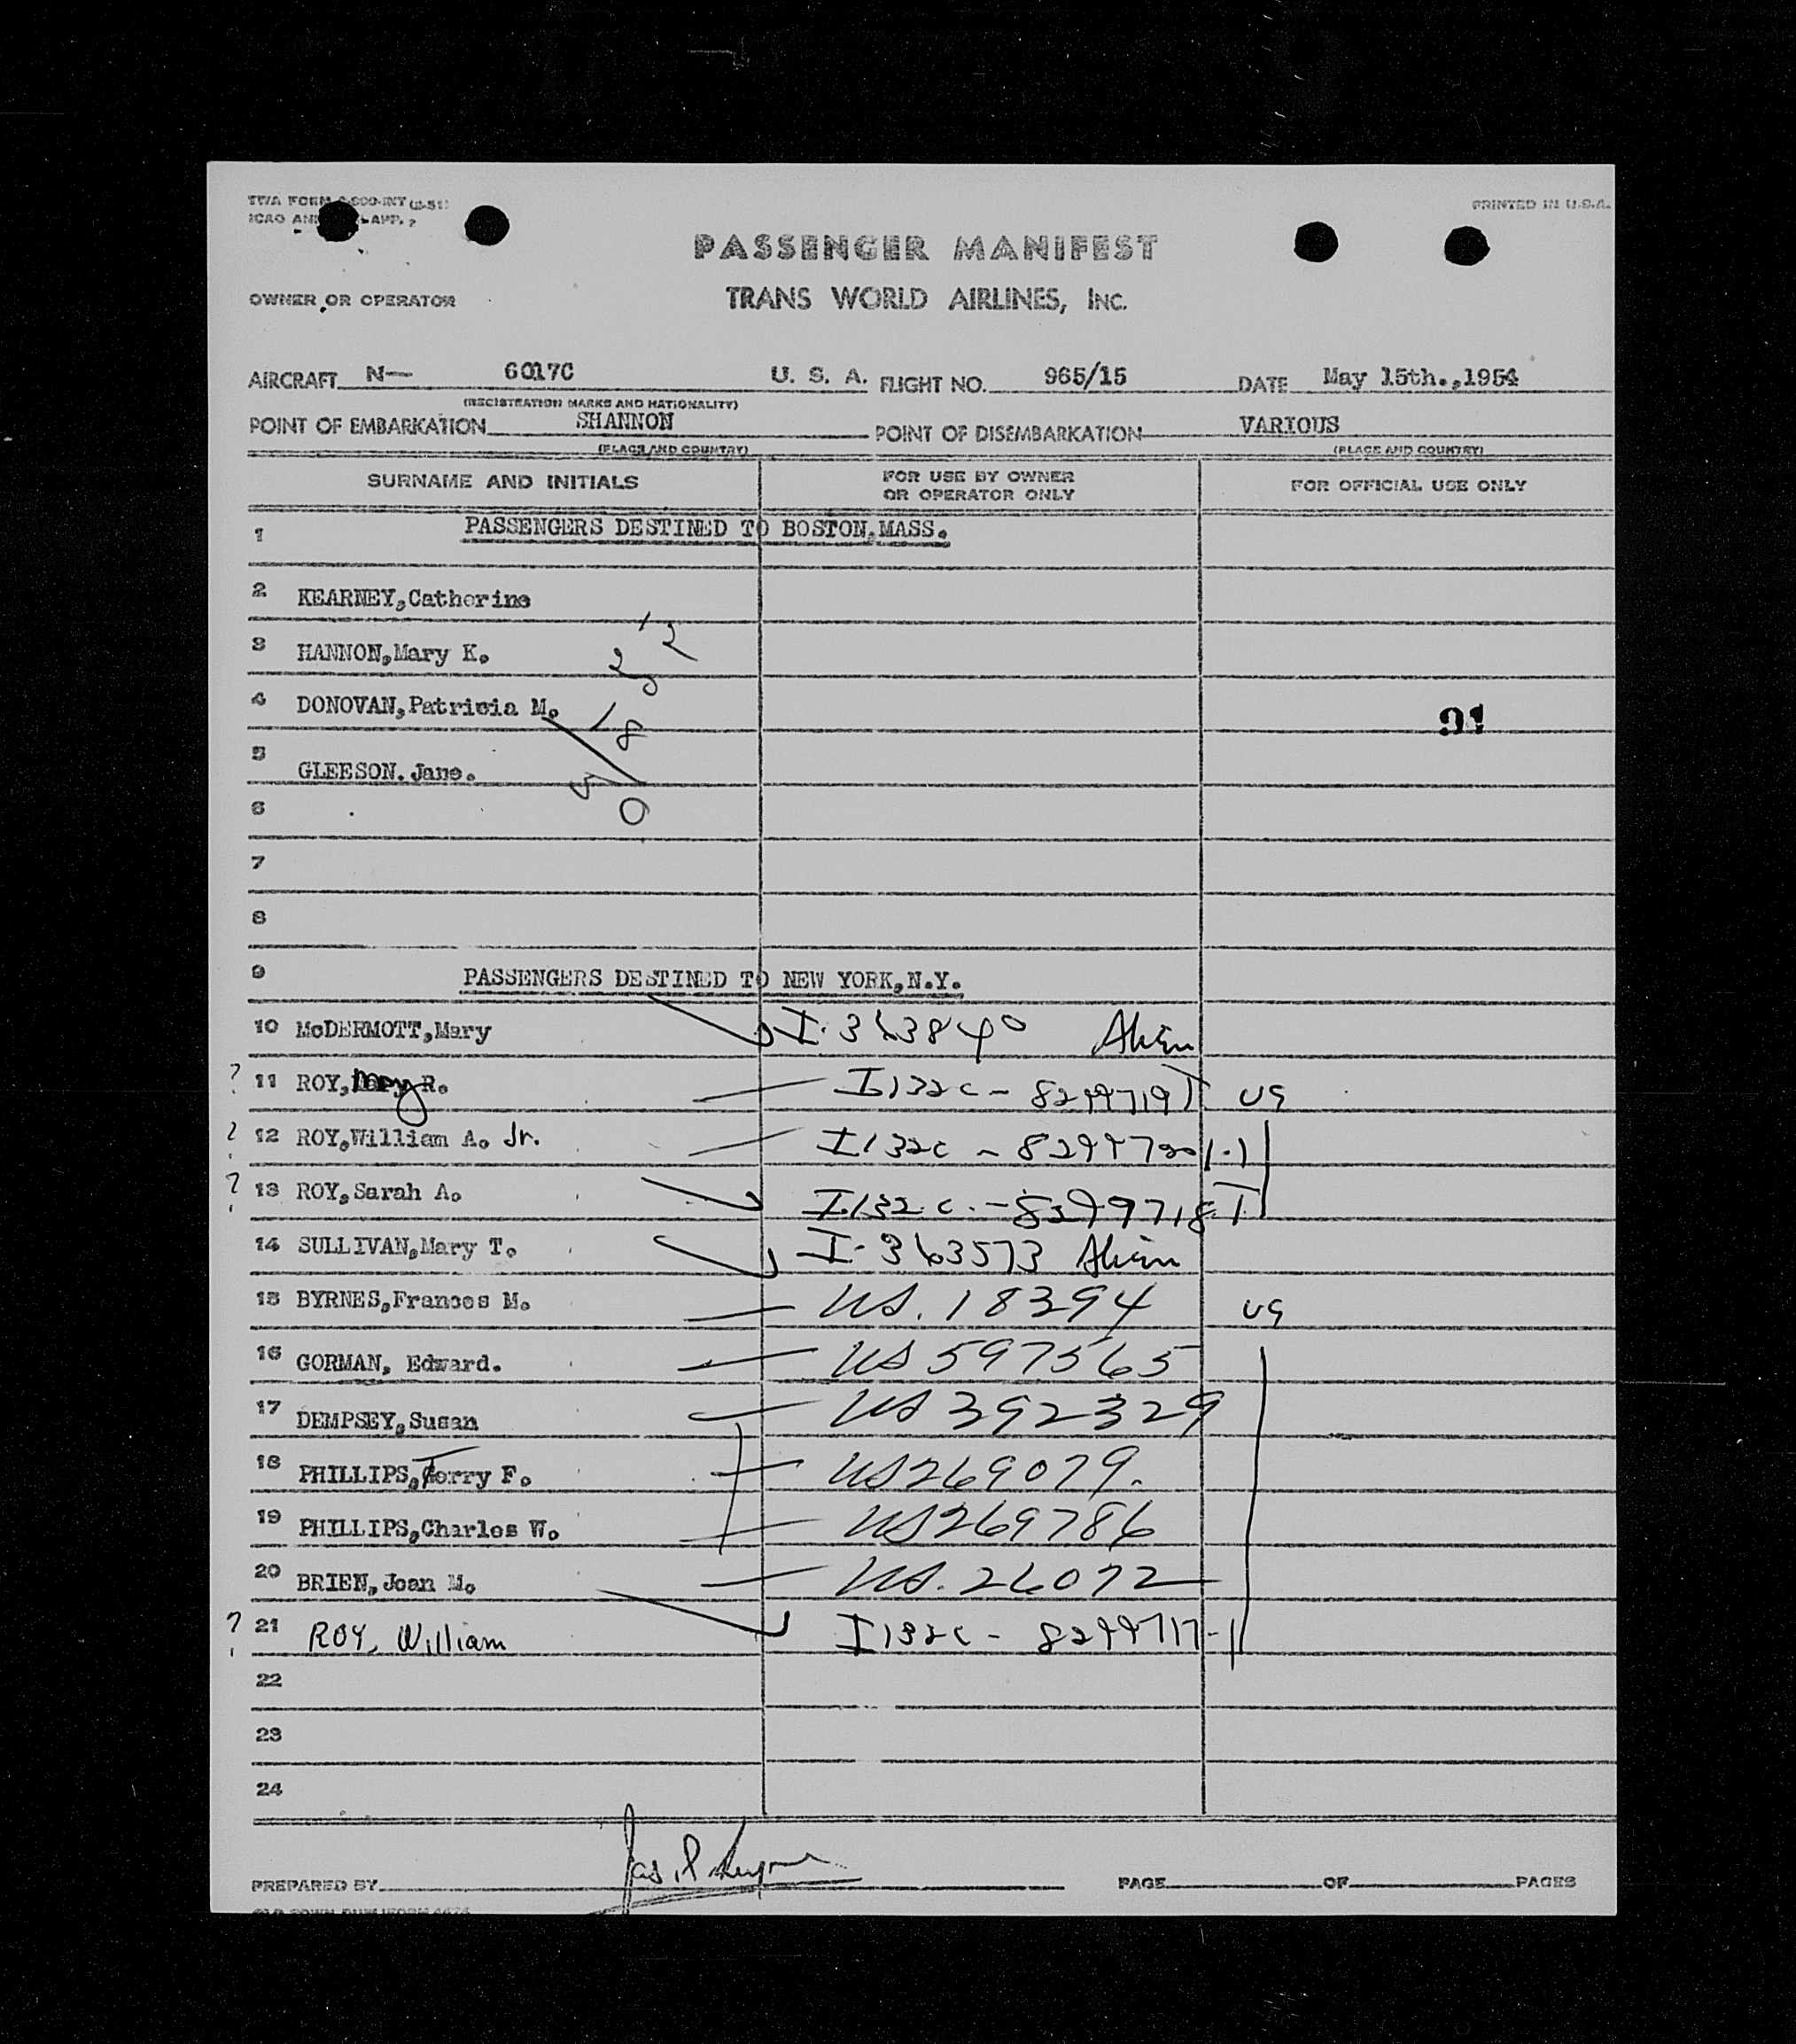 PRINTED IN U.S.A.
PASSENGER MANIFEST
OWNER OR OPERATOR TRANS WORLD AIRLINES, INC.
AIRCRAFT N— 6017C U. S. A. FLIGHT NO. 965/15 DATE May 15th.,1954
(REGISTRATION MARKS AND NATIONALITY)
POINT OF EMBARKATION SHANNON POINT OF DISEMBARKATION VARIOUS
(PLACE AND COUNTRY) (PLACE AND COUNTRY)
SURNAME AND INITIALS FOR USE BY OWNER OR OPERATOR ONLY FOR OFFICIAL USE ONLY
1 PASSENGERS DESTINED TO BOSTON,MASS.
2 KEARNEY,Catherine
3 HANNON,Mary K.
4 DONOVAN,Patricia M.
5 GLEESON. Jane.
6
7
8
9 PASSENGERS DESTINED TO NEW YORK,N.Y.
10 McDERMOTT,Mary I. 363840 Alien
? 11 ROY,Mary R. I132c - 8299719 T US
? 12 ROY,William A. Jr. I132c -
? 13 ROY,Sarah A. I.132.c. - 8299718 T
14 SULLIVAN,Mary T. I- 363573 Alien
15 BYRNES,Frances M. US. 18394 US
16 GORMAN, Edward. US 597565
17 DEMPSEY,Susan US 392329
18 PHILLIPS,Torry F. US269079.
19 PHILLIPS,Charles W. US269786
20 BRIEN,Joan M. US. 26072
? 21 ROY, William I132c - 8299717
22
23
24
PREPARED BY PAGE OF PAGES